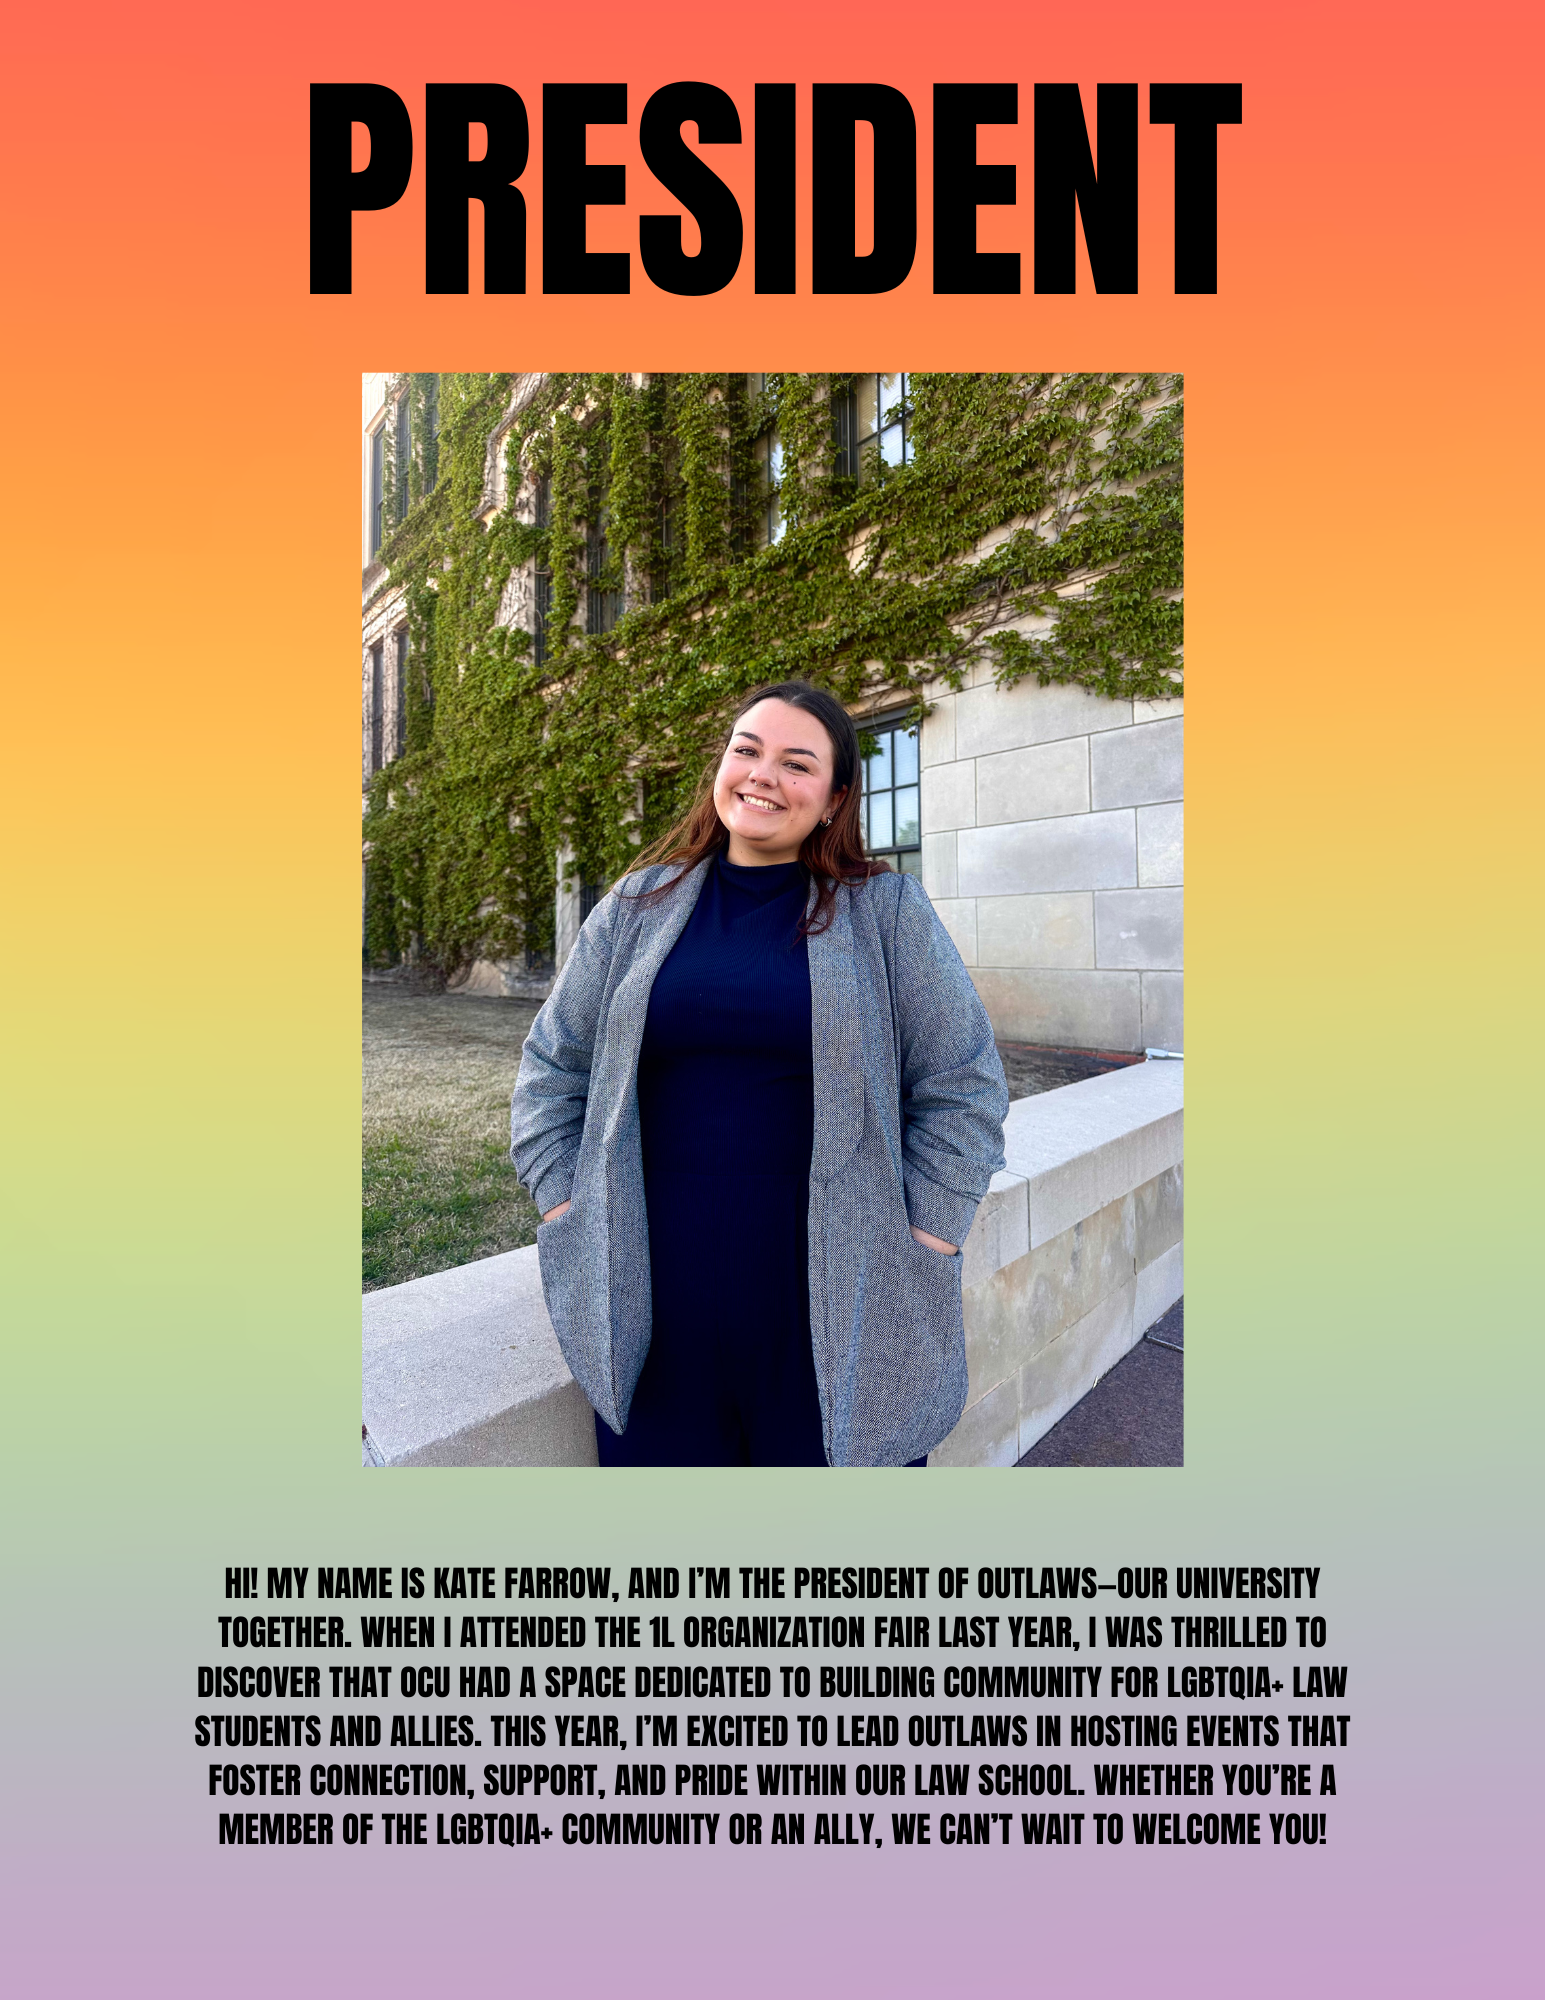 PRESIDENT
HI! MY NAME IS KATE FARROW, AND I’M THE PRESIDENT OF OUTLAWS—OUR UNIVERSITY
TOGETHER. WHEN I ATTENDED THE 1L ORGANIZATION FAIR LAST YEAR, I WAS THRILLED TO
DISCOVER THAT OCU HAD A SPACE DEDICATED TO BUILDING COMMUNITY FOR LGBTQIA+ LAW
STUDENTS AND ALLIES. THIS YEAR, I’M EXCITED TO LEAD OUTLAWS IN HOSTING EVENTS THAT
FOSTER CONNECTION, SUPPORT, AND PRIDE WITHIN OUR LAW SCHOOL. WHETHER YOU’RE A
MEMBER OF THE LGBTQIA+ COMMUNITY OR AN ALLY, WE CAN’T WAIT TO WELCOME YOU!